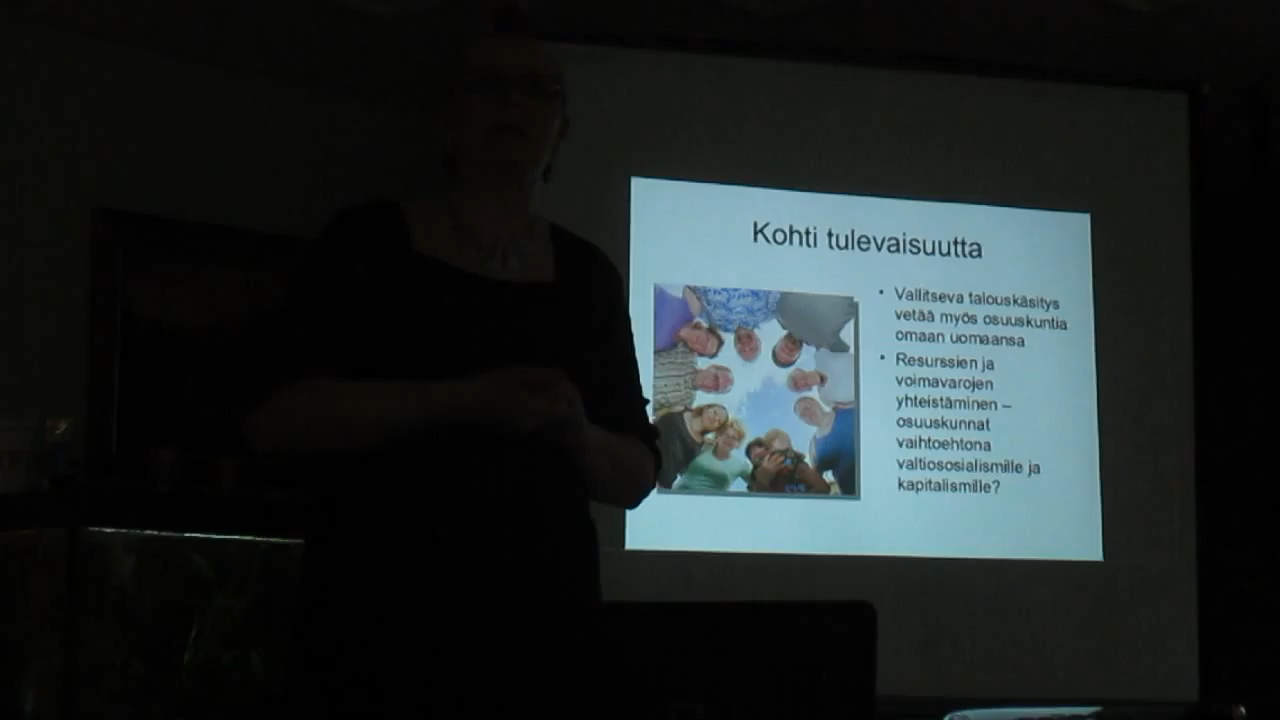 Kohti tulevaisuutta
• Vallitseva talouskäsitys
vetää myös osuuskuntia
omaan uomaansa
• Resurssien ja
voimavarojen
yhteistäminen –
osuuskunnat
vaihtoehtona
valtiososialismille ja
kapitalismille?